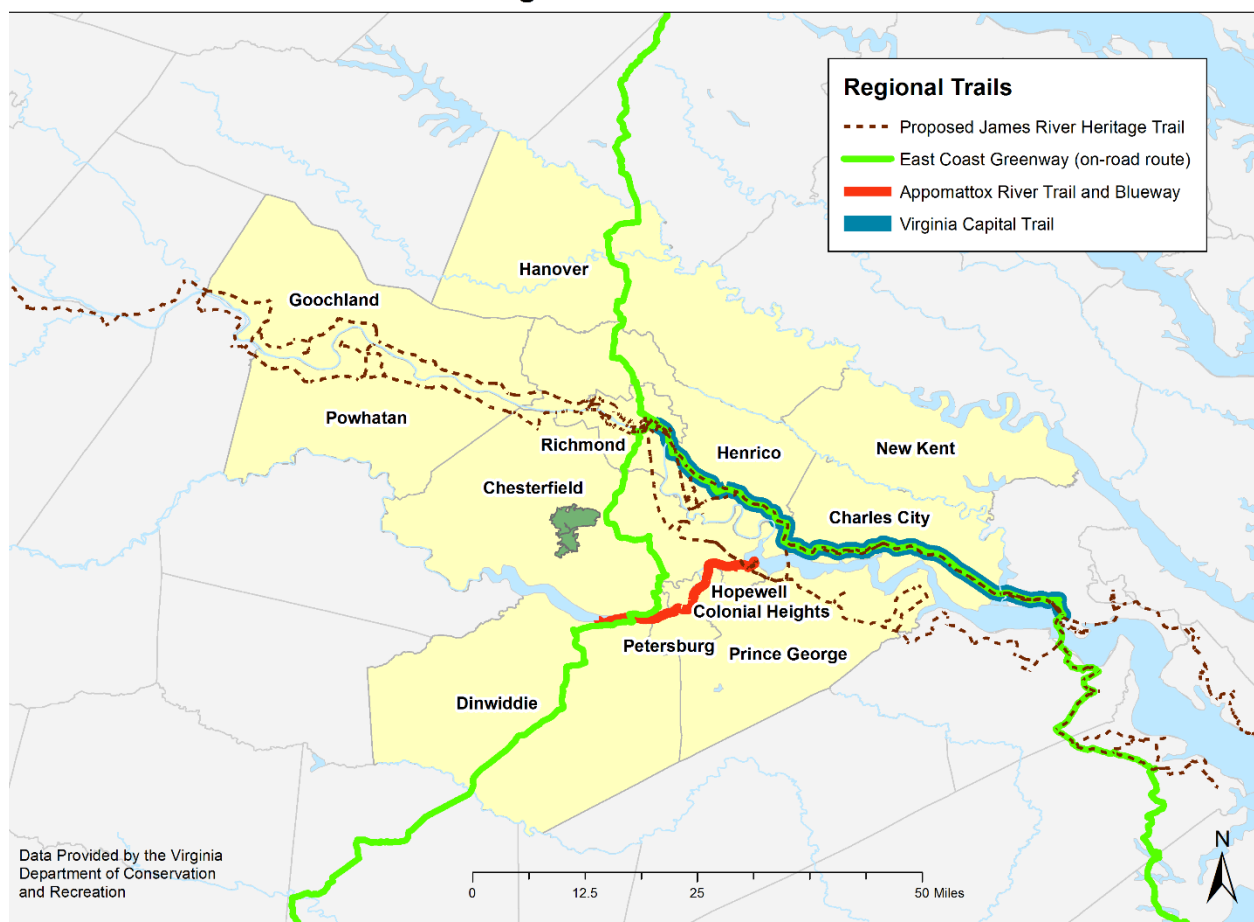 Regional Trails
Proposed James River Heritage Trail
East Coast Greenway (on-road route)
Appomattox River Trail and Blueway
Virginia Capital Trail
Hanover
Goochland
Powhatan
Richmond
Henrico
New Kent
Chesterfield
Charles City
Hopewell
Colonial Heights
Petersburg
Prince George
Dinwiddie
Data Provided by the Virginia
Department of Conservation
and Recreation
0 12.5 25 50 Miles
N